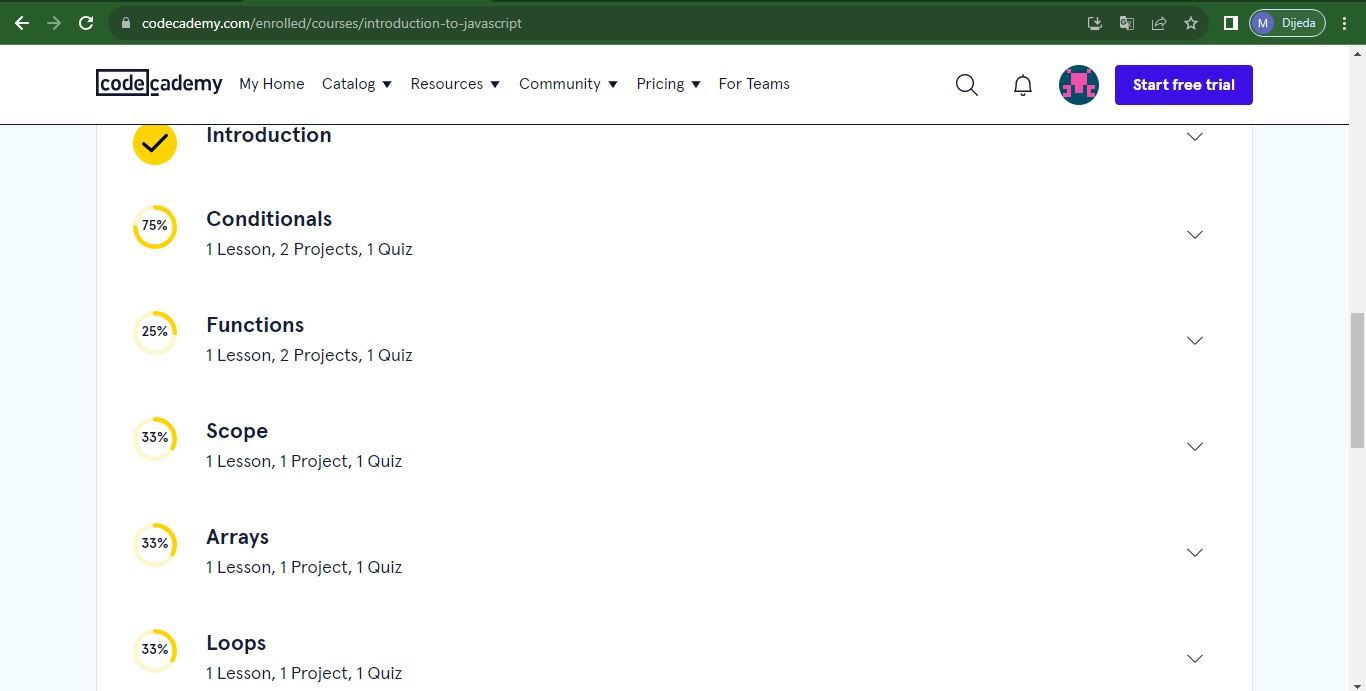 codecademy.com/enrolled/courses/introduction-to-javascript
M Dijeda
codecademy My Home Catalog Resources Community Pricing For Teams Start free trial
Introduction
75% Conditionals
1 Lesson, 2 Projects, 1 Quiz
25% Functions
1 Lesson, 2 Projects, 1 Quiz
33% Scope
1 Lesson, 1 Project, 1 Quiz
33% Arrays
1 Lesson, 1 Project, 1 Quiz
33% Loops
1 Lesson, 1 Project, 1 Quiz